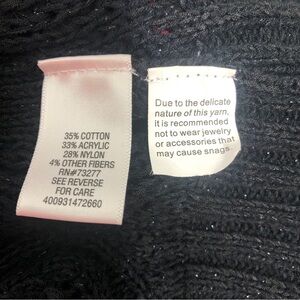 35% COTTON
33% ACRYLIC
28% NYLON
4% OTHER FIBERS
RN#73277
SEE REVERSE
FOR CARE
400931472660
Due to the delicate
nature of this yarn,
it is recommended
not to wear jewelry
or accessories that
may cause snags.